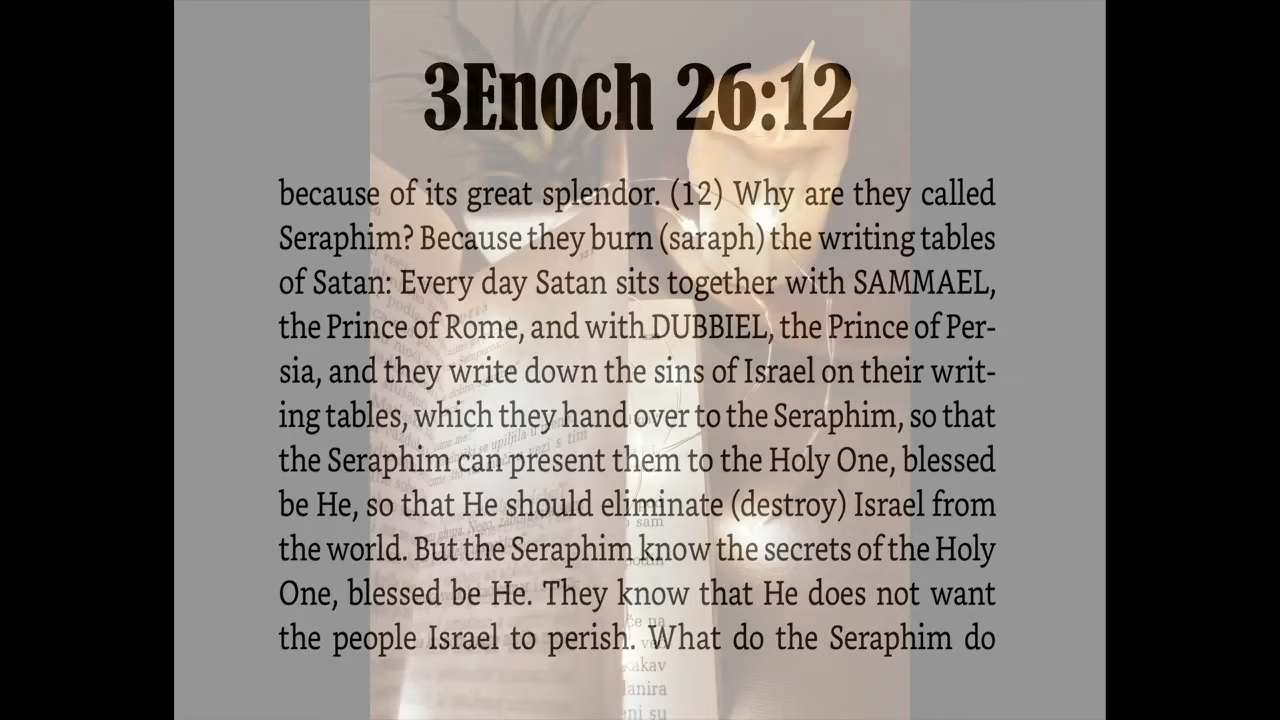 3Enoch 26:12
because of its great splendor. (12) Why are they called
Seraphim? Because they burn (saraph) the writing tables
of Satan: Every day Satan sits together with SAMMAEL,
the Prince of Rome, and with DUBBIEL, the Prince of Per-
sia, and they write down the sins of Israel on their writ-
ing tables, which they hand over to the Seraphim, so that
the Seraphim can present them to the Holy One, blessed
be He, so that He should eliminate (destroy) Israel from
the world. But the Seraphim know the secrets of the Holy
One, blessed be He. They know that He does not want
the people Israel to perish. What do the Seraphim do
sam
kakav